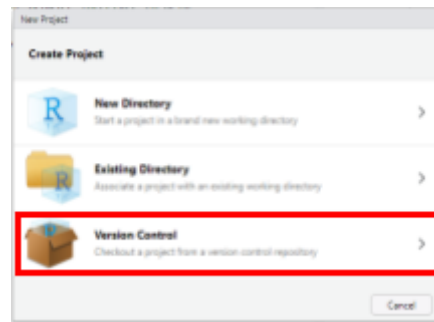 New Project
Create Project
R
New Directory
Start a project in a brand new working directory
R
Existing Directory
Associate a project with an existing working directory
Version Control
Checkout a project from a version control repository
Cancel